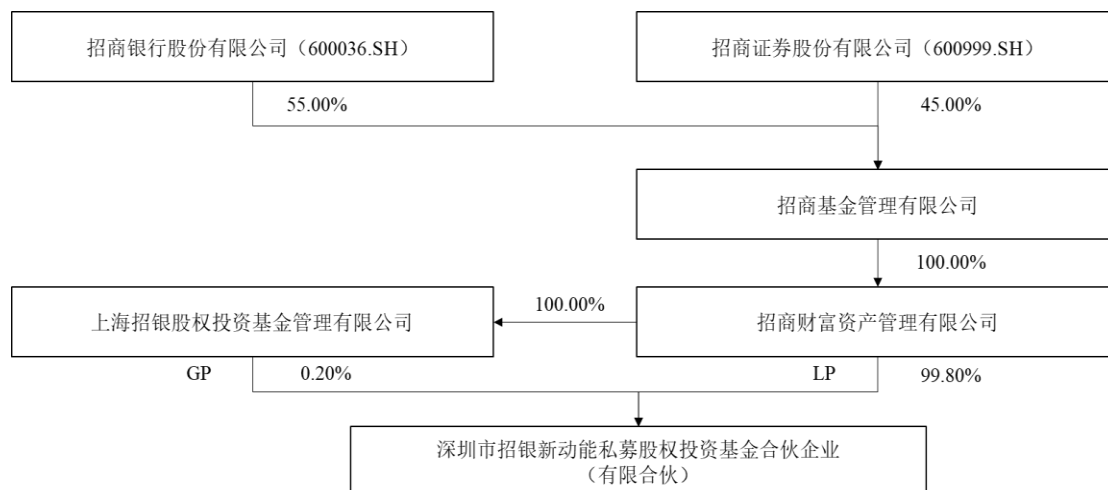 招商银行股份有限公司（600036.SH）
招商证券股份有限公司（600999.SH）
55.00%
45.00%
招商基金管理有限公司
100.00%
上海招银股权投资基金管理有限公司
100.00%
招商财富资产管理有限公司
GP
0.20%
LP
99.80%
深圳市招银新动能私募股权投资基金合伙企业
（有限合伙）